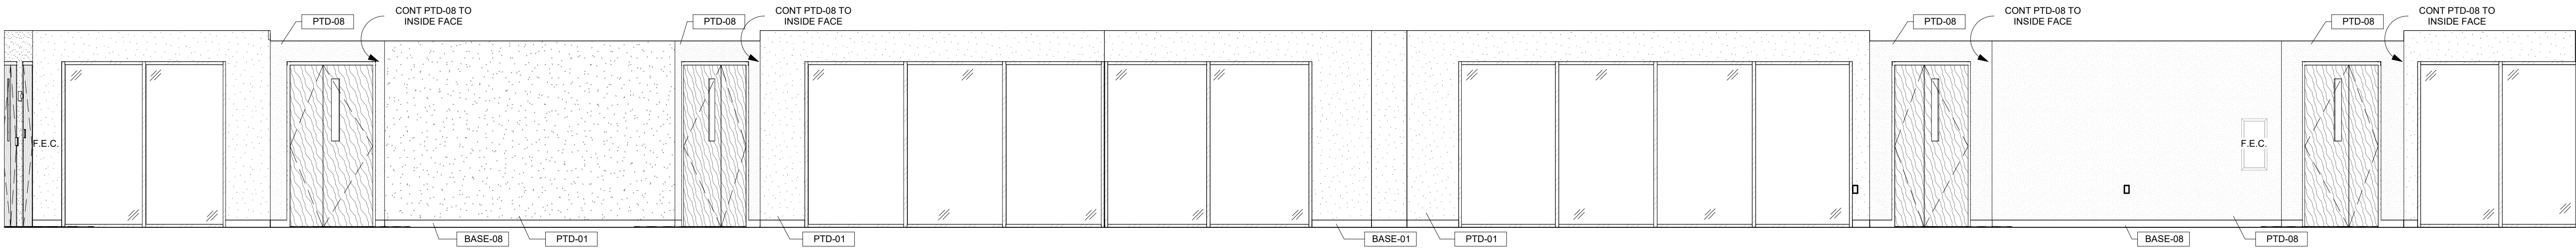 PTD-08
CONT PTD-08 TO
INSIDE FACE
PTD-08
CONT PTD-08 TO
INSIDE FACE
PTD-08
CONT PTD-08 TO
INSIDE FACE
PTD-08
CONT PTD-08 TO
INSIDE FACE
F.E.C.
F.E.C.
BASE-08
PTD-01
PTD-01
BASE-01
PTD-01
BASE-08
PTD-08